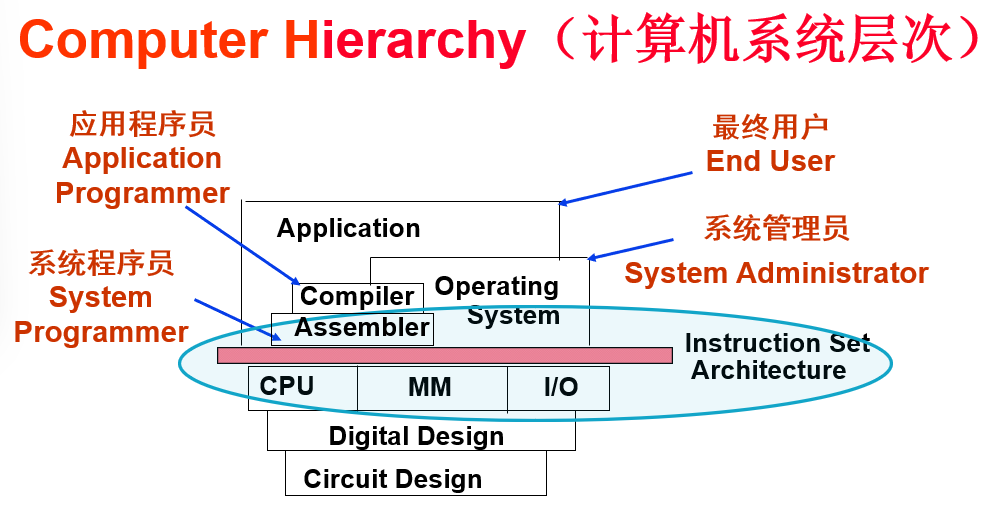 Computer Hierarchy（计算机系统层次）
应用程序员
Application
Programmer
最终用户
End User
系统管理员
System Administrator
系统程序员
System
Programmer
Application
Operating
System
Compiler
Assembler
Instruction Set
Architecture
CPU
MM
I/O
Digital Design
Circuit Design